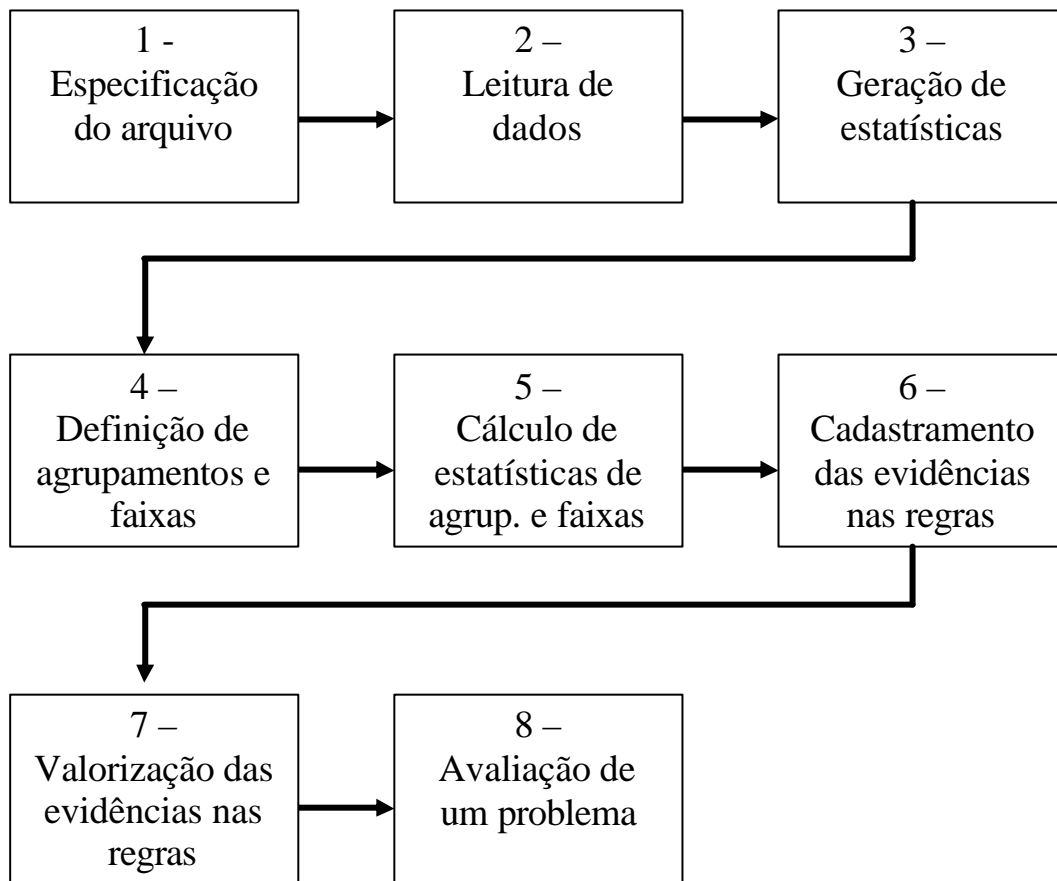 1 -
Especificação
do arquivo
2 –
Leitura de
dados
3 –
Geração de
estatísticas
4 –
Definição de
agrupamentos e
faixas
5 –
Cálculo de
estatísticas de
agrup. e faixas
6 –
Cadastramento
das evidências
nas regras
7 –
Valorização das
evidências nas
regras
8 –
Avaliação de
um problema